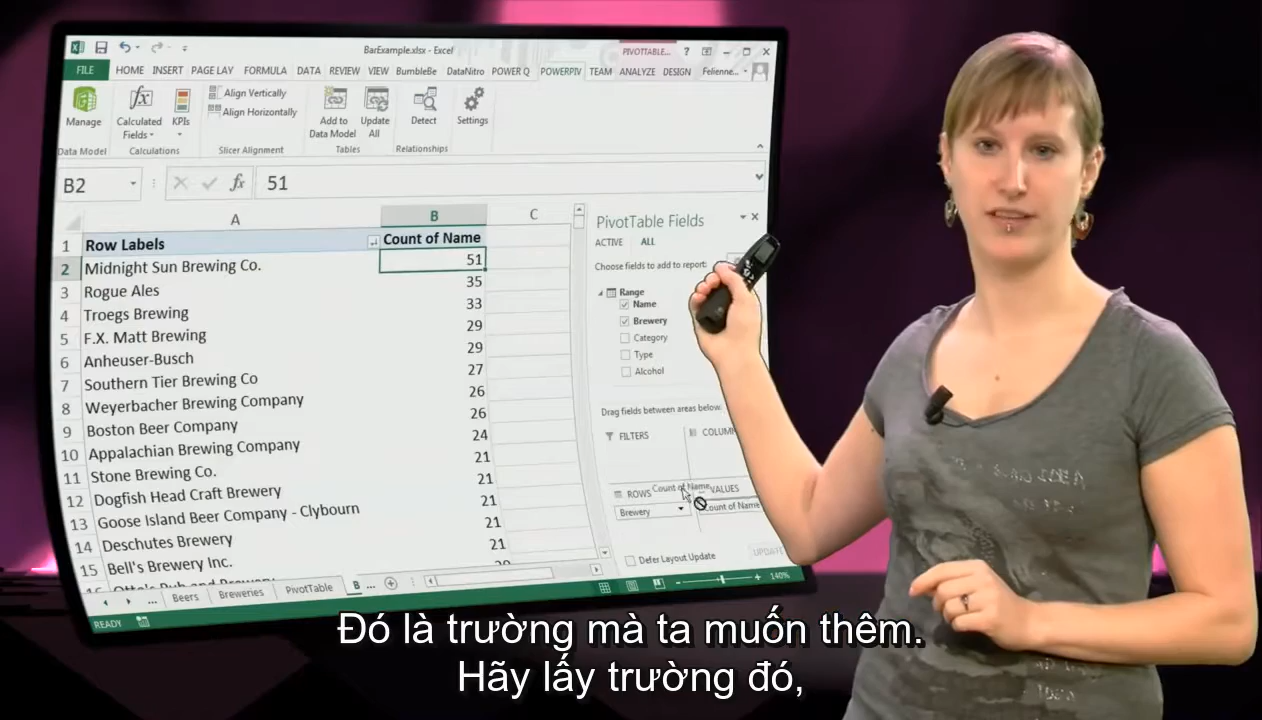 BarExample.xlsx - Excel
PIVOTTABLE...
FILE HOME INSERT PAGE LAY FORMULA DATA REVIEW VIEW BumbleBe DataNitro POWER Q POWERPIV TEAM ANALYZE DESIGN Felienne...
Manage
Calculated Fields
KPIs
Align Vertically
Align Horizontally
Add to Data Model
Update All
Detect
Settings
Data Model Calculations Slicer Alignment Tables Relationships
B2 fx 51
A B C
1 Row Labels Count of Name
2 Midnight Sun Brewing Co. 51
3 Rogue Ales 35
4 Troegs Brewing 33
5 F.X. Matt Brewing 29
6 Anheuser-Busch 29
7 Southern Tier Brewing Co 27
8 Weyerbacher Brewing Company 26
9 Boston Beer Company 26
10 Appalachian Brewing Company 24
11 Stone Brewing Co. 21
12 Dogfish Head Craft Brewery 21
13 Goose Island Beer Company - Clybourn 21
14 Deschutes Brewery 21
15 Bell's Brewery Inc. 21
PivotTable Fields
ACTIVE ALL
Choose fields to add to report:
Range
Name
Brewery
Category
Type
Alcohol
Drag fields between areas below:
FILTERS COLUM
Count of Name
ROWS VALUES
Brewery Count of Name
Defer Layout Update UPDATE
... Beers Breweries PivotTable B ...
READY 140%
Đó là trường mà ta muốn thêm.
Hãy lấy trường đó,